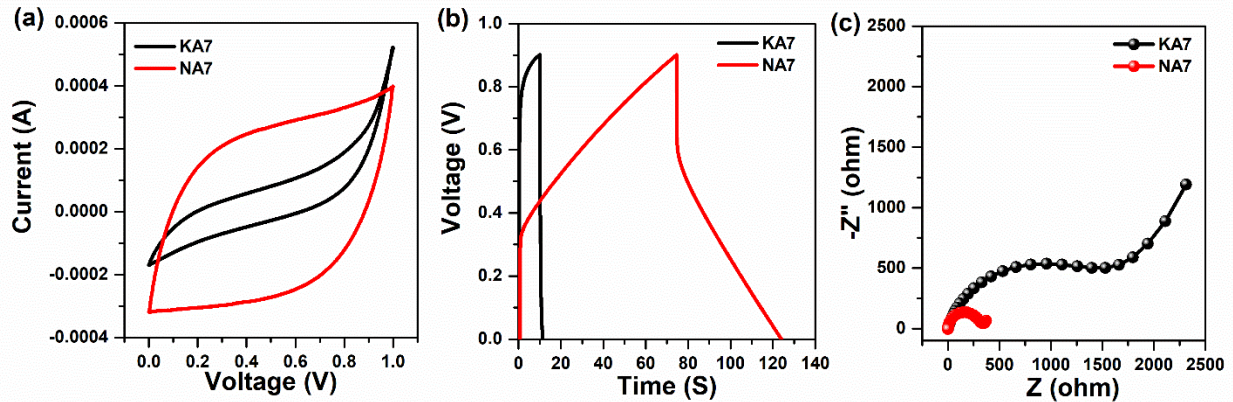 (a)
KA7
NA7
0.0006
0.0004
0.0002
0.0000
-0.0002
-0.0004
Current (A)
0.0 0.2 0.4 0.6 0.8 1.0
Voltage (V)
(b)
KA7
NA7
1.0
0.8
0.6
0.4
0.2
0.0
Voltage (V)
0 20 40 60 80 100 120 140
Time (S)
(c)
KA7
NA7
2500
2000
1500
1000
500
0
-Z'' (ohm)
0 500 1000 1500 2000 2500
Z (ohm)